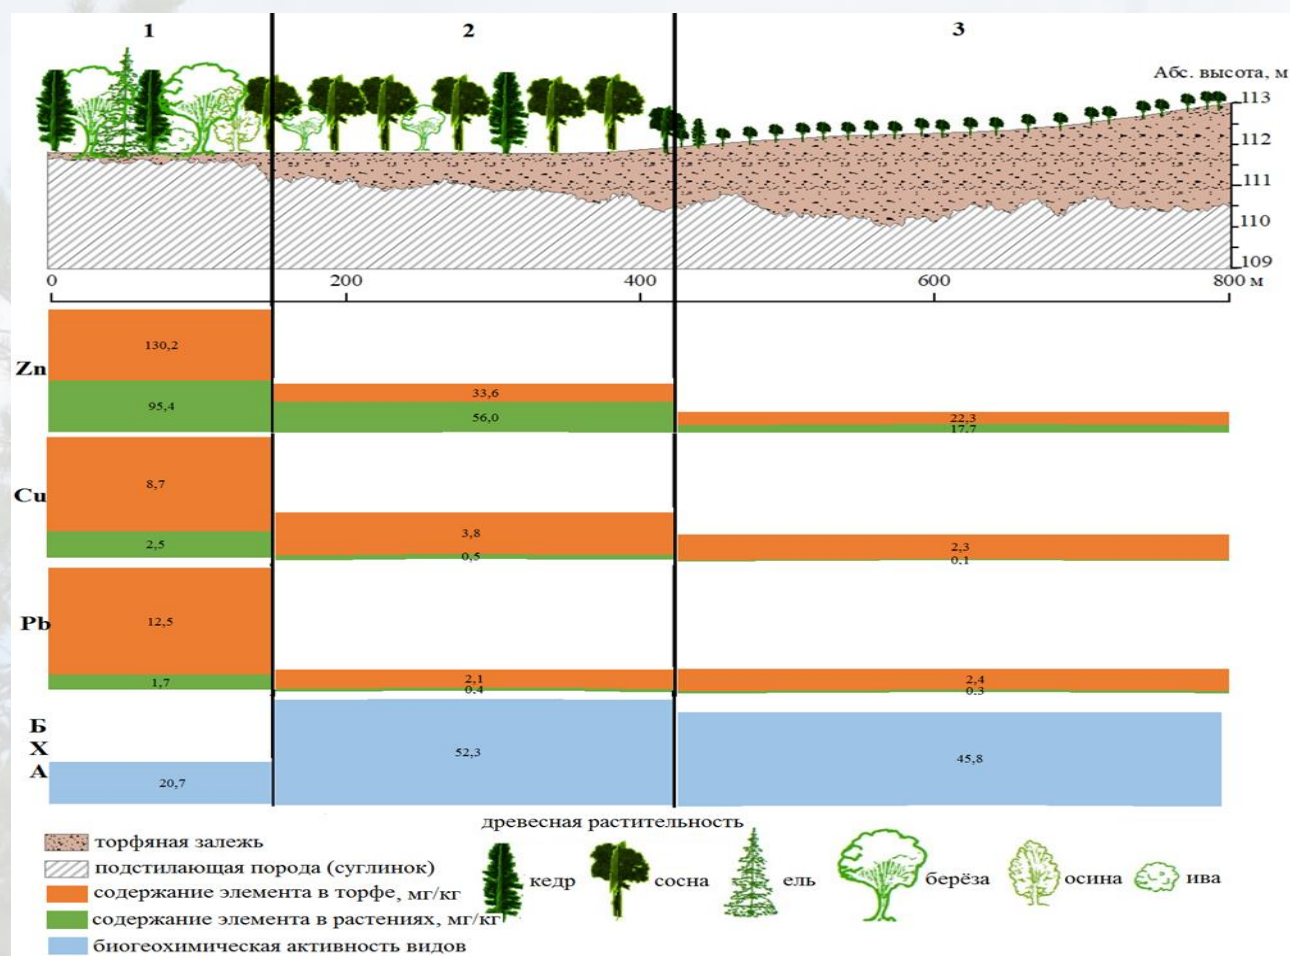 1 2 3
Абс. высота, м
113
112
111
110
109
0 200 400 600 800 м
Zn
130,2
95,4
33,6
56,0
22,3
17,7
Cu
8,7
2,5
3,8
0,5
2,3
0,1
Pb
12,5
1,7
2,1
0,4
2,4
0,3
Б
Х
А
20,7
52,3
45,8
торфяная залежь
подстилающая порода (суглинок)
содержание элемента в торфе, мг/кг
содержание элемента в растениях, мг/кг
биогеохимическая активность видов
древесная растительность
кедр сосна ель берёза осина ива